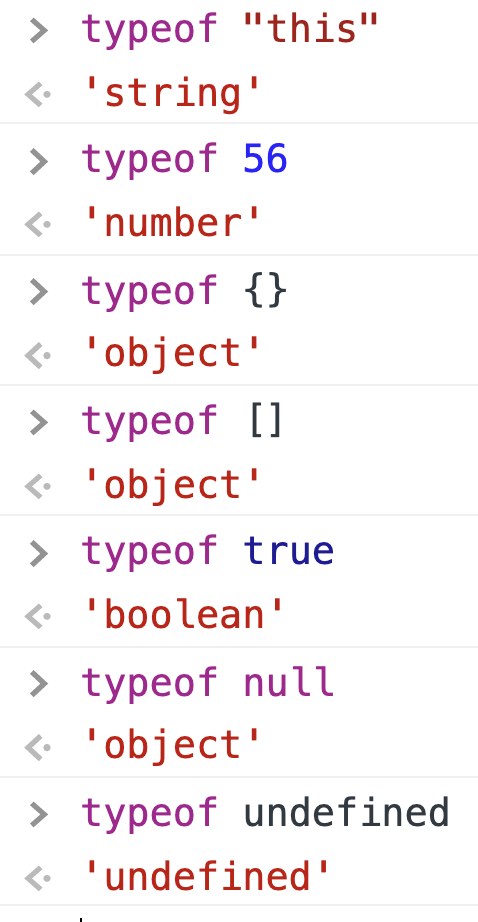 > typeof "this"
<· 'string'
> typeof 56
<· 'number'
> typeof {}
<· 'object'
> typeof []
<· 'object'
> typeof true
<· 'boolean'
> typeof null
<· 'object'
> typeof undefined
<· 'undefined'